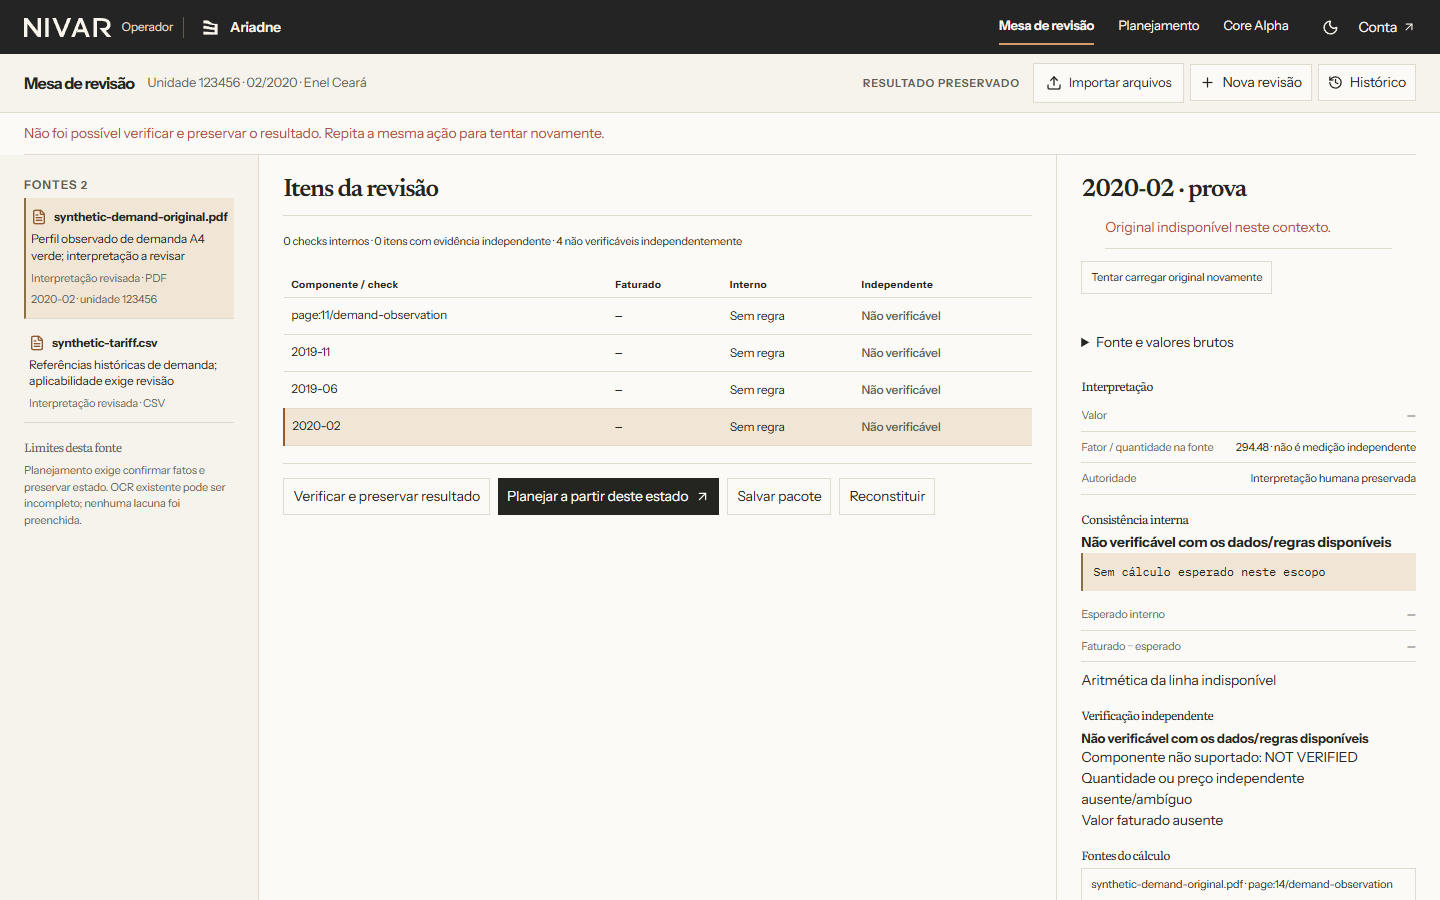 NIVAR Operador Ariadne Mesa de revisão Planejamento Core Alpha Conta
Mesa de revisão Unidade 123456 · 02/2020 · Enel Ceará RESULTADO PRESERVADO Importar arquivos Nova revisão Histórico
Não foi possível verificar e preservar o resultado. Repita a mesma ação para tentar novamente.
FONTES 2
synthetic-demand-original.pdf
Perfil observado de demanda A4
verde; interpretação a revisar
Interpretação revisada · PDF
2020-02 · unidade 123456
synthetic-tariff.csv
Referências históricas de demanda;
aplicabilidade exige revisão
Interpretação revisada · CSV
Limites desta fonte
Planejamento exige confirmar fatos e
preservar estado. OCR existente pode ser
incompleto; nenhuma lacuna foi
preenchida.
Itens da revisão
0 checks internos · 0 itens com evidência independente · 4 não verificáveis independentemente
Componente / check Faturado Interno Independente
page:11/demand-observation – Sem regra Não verificável
2019-11 – Sem regra Não verificável
2019-06 – Sem regra Não verificável
2020-02 – Sem regra Não verificável
Verificar e preservar resultado Planejar a partir deste estado Salvar pacote Reconstituir
2020-02 · prova
Original indisponível neste contexto.
Tentar carregar original novamente
Fonte e valores brutos
Interpretação
Valor –
Fator / quantidade na fonte 294.48 · não é medição independente
Autoridade Interpretação humana preservada
Consistência interna
Não verificável com os dados/regras disponíveis
Sem cálculo esperado neste escopo
Esperado interno –
Faturado − esperado –
Aritmética da linha indisponível
Verificação independente
Não verificável com os dados/regras disponíveis
Componente não suportado: NOT VERIFIED
Quantidade ou preço independente
ausente/ambíguo
Valor faturado ausente
Fontes do cálculo
synthetic-demand-original.pdf · page:14/demand-observation